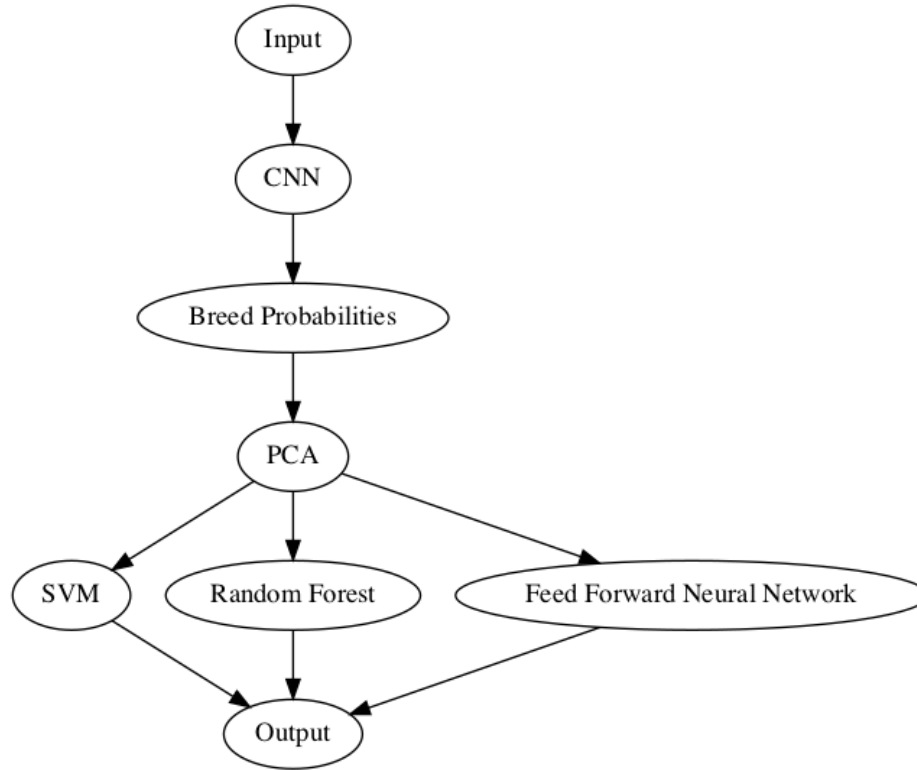 Input
CNN
Breed Probabilities
PCA
SVM
Random Forest
Feed Forward Neural Network
Output